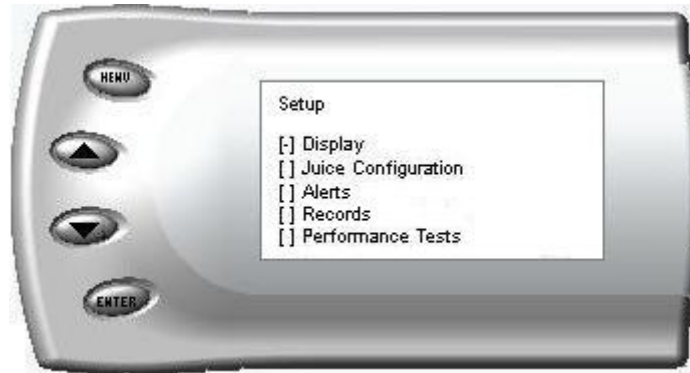 MENU
Setup
[-] Display
[ ] Juice Configuration
[ ] Alerts
[ ] Records
[ ] Performance Tests
ENTER